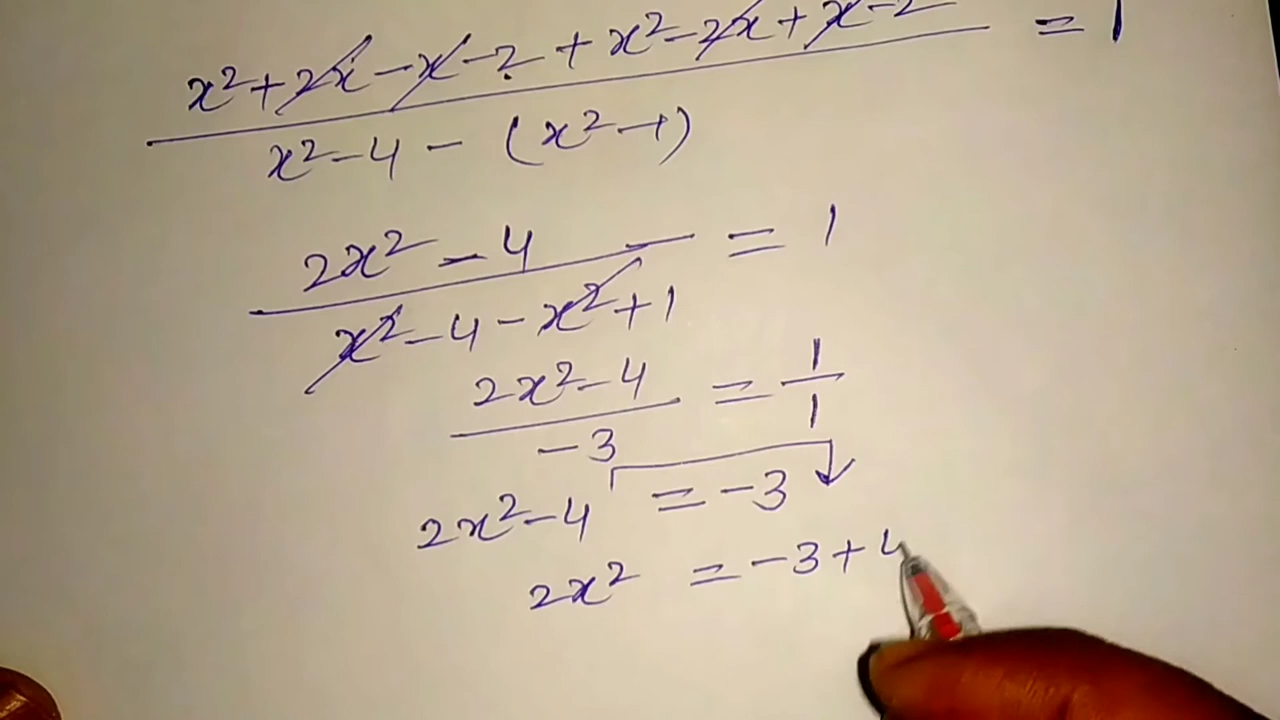 x²+2x-x-2+x²-2x+x-2 = 1
x²-4-(x²-1)
2x²-4 = 1
x²-4-x²+1
2x²-4 = 1
-3 1
2x²-4 = -3
2x² = -3+4